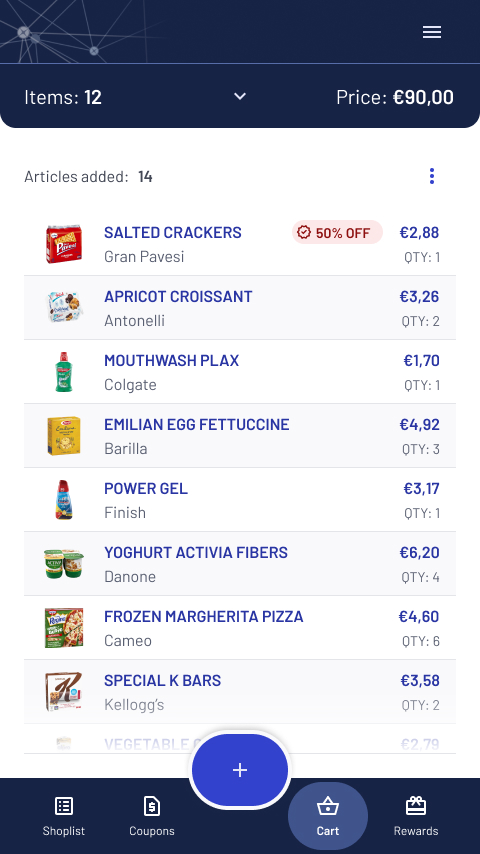 Items: 12
Price: €90,00
Articles added: 14
SALTED CRACKERS
50% OFF
€2,88
Gran Pavesi
QTY: 1
APRICOT CROISSANT
€3,26
Antonelli
QTY: 2
MOUTHWASH PLAX
€1,70
Colgate
QTY: 1
EMILIAN EGG FETTUCCINE
€4,92
Barilla
QTY: 3
POWER GEL
€3,17
Finish
QTY: 1
YOGHURT ACTIVIA FIBERS
€6,20
Danone
QTY: 4
FROZEN MARGHERITA PIZZA
€4,60
Cameo
QTY: 6
SPECIAL K BARS
€3,58
Kellogg's
QTY: 2
VEGETABLE
€2,79
Shoplist
Coupons
Cart
Rewards